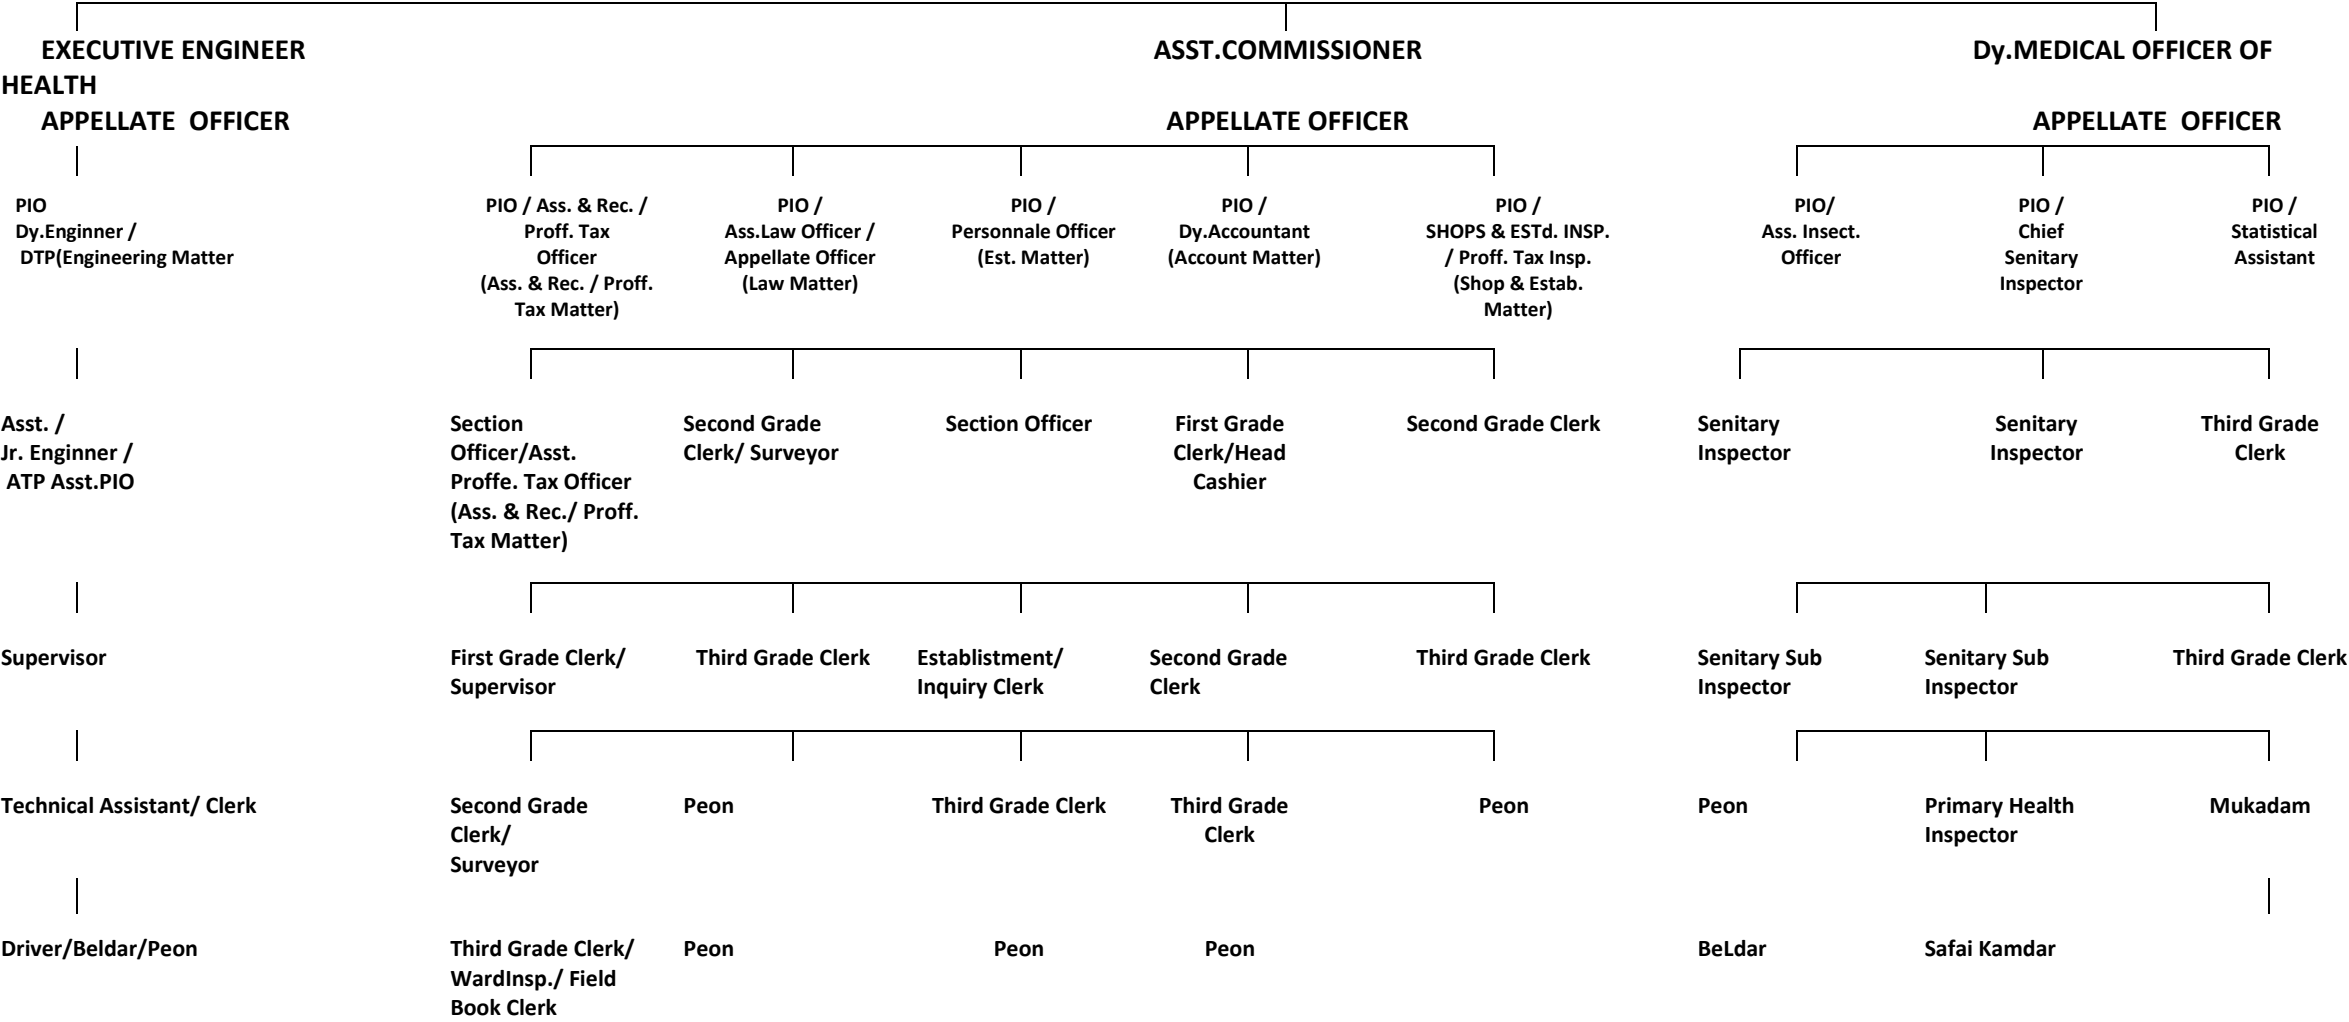 EXECUTIVE ENGINEER
ASST.COMMISSIONER
Dy.MEDICAL OFFICER OF
HEALTH
APPELLATE OFFICER
APPELLATE OFFICER
APPELLATE OFFICER
PIO
Dy.Enginner /
DTP(Engineering Matter
PIO / Ass. & Rec. /
Proff. Tax
Officer
(Ass. & Rec. / Proff.
Tax Matter)
PIO /
Ass.Law Officer /
Appellate Officer
(Law Matter)
PIO /
Personnale Officer
(Est. Matter)
PIO /
Dy.Accountant
(Account Matter)
PIO /
SHOPS & ESTd. INSP.
/ Proff. Tax Insp.
(Shop & Estab.
Matter)
PIO/
Ass. Insect.
Officer
PIO /
Chief
Senitary
Inspector
PIO /
Statistical
Assistant
Asst. /
Jr. Enginner /
ATP Asst.PIO
Section
Officer/Asst.
Proffe. Tax Officer
(Ass. & Rec./ Proff.
Tax Matter)
Second Grade
Clerk/ Surveyor
Section Officer
First Grade
Clerk/Head
Cashier
Second Grade Clerk
Senitary
Inspector
Senitary
Inspector
Third Grade
Clerk
Supervisor
First Grade Clerk/
Supervisor
Third Grade Clerk
Establistment/
Inquiry Clerk
Second Grade
Clerk
Third Grade Clerk
Senitary Sub
Inspector
Senitary Sub
Inspector
Third Grade Clerk
Technical Assistant/ Clerk
Second Grade
Clerk/
Surveyor
Peon
Third Grade Clerk
Third Grade
Clerk
Peon
Peon
Primary Health
Inspector
Mukadam
Driver/Beldar/Peon
Third Grade Clerk/
WardInsp./ Field
Book Clerk
Peon
Peon
Peon
BeLdar
Safai Kamdar